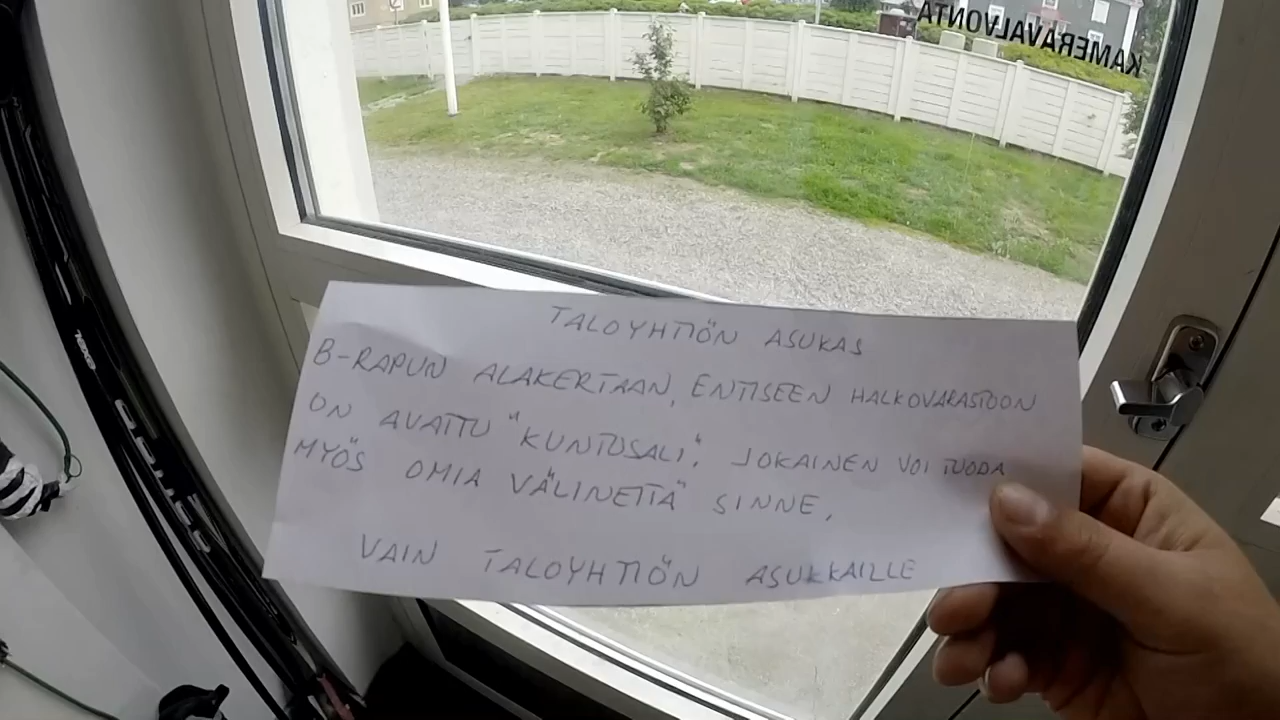 KAMERAVALVONTA
TALOYHTIÖN ASUKAS
B-RAPUN ALAKERTAAN, ENTISEEN HALKOVARASTOON
ON AVATTU "KUNTOSALI". JOKAINEN VOI TUODA
MYÖS OMIA VÄLINEITÄ SINNE.
VAIN TALOYHTIÖN ASUKKAILLE